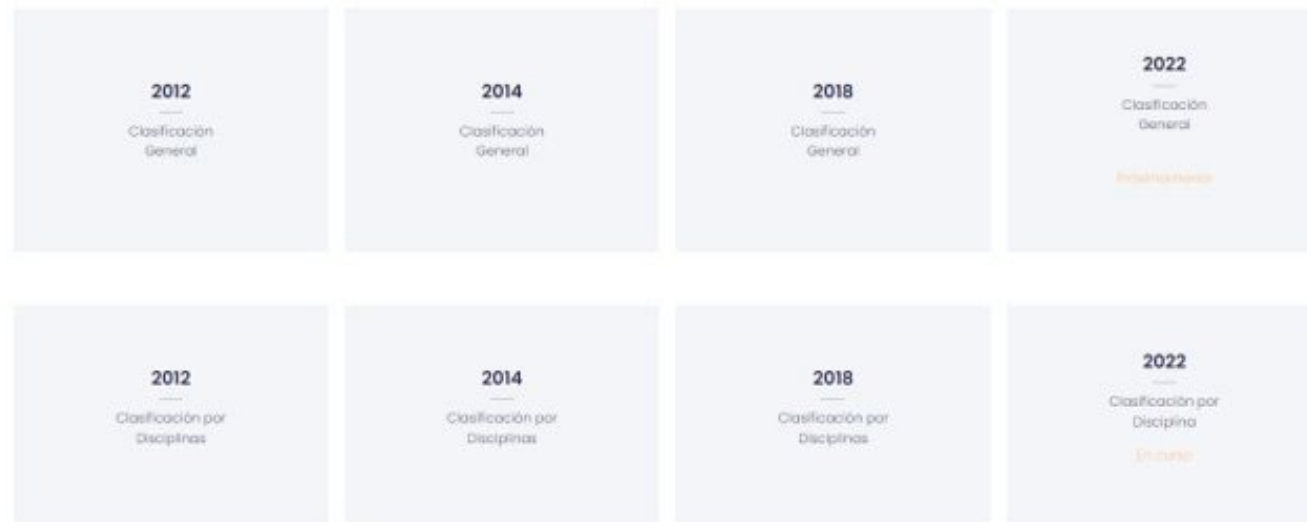 2012
Clasificación
General
2014
Clasificación
General
2018
Clasificación
General
2022
Clasificación
General
Próximamente
2012
Clasificación por
Disciplinas
2014
Clasificación por
Disciplinas
2018
Clasificación por
Disciplinas
2022
Clasificación por
Disciplina
En curso